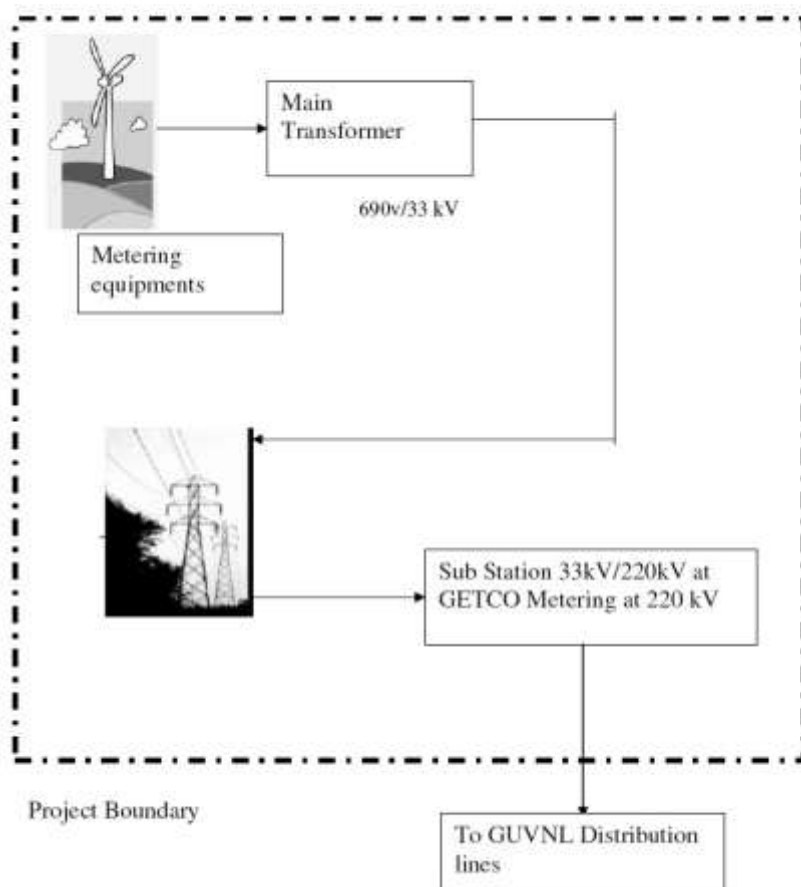 Main
Transformer
690v/33 kV
Metering
equipments
Sub Station 33kV/220kV at
GETCO Metering at 220 kV
Project Boundary
To GUVNL Distribution
lines